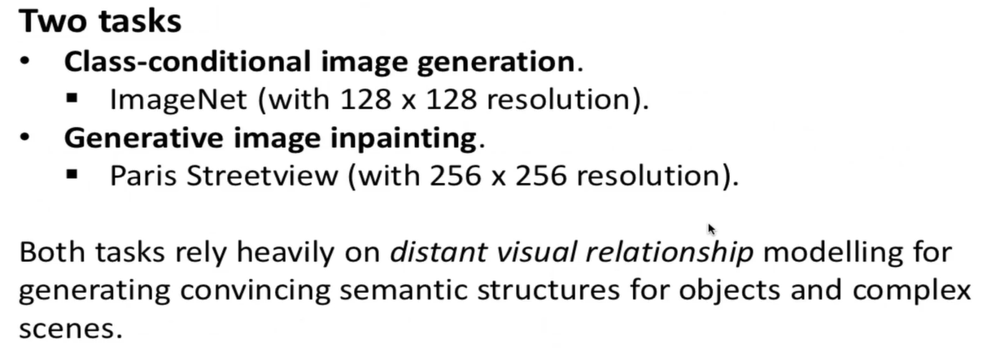 Two tasks
• Class-conditional image generation.
▪ ImageNet (with 128 x 128 resolution).
• Generative image inpainting.
▪ Paris Streetview (with 256 x 256 resolution).
Both tasks rely heavily on distant visual relationship modelling for
generating convincing semantic structures for objects and complex
scenes.